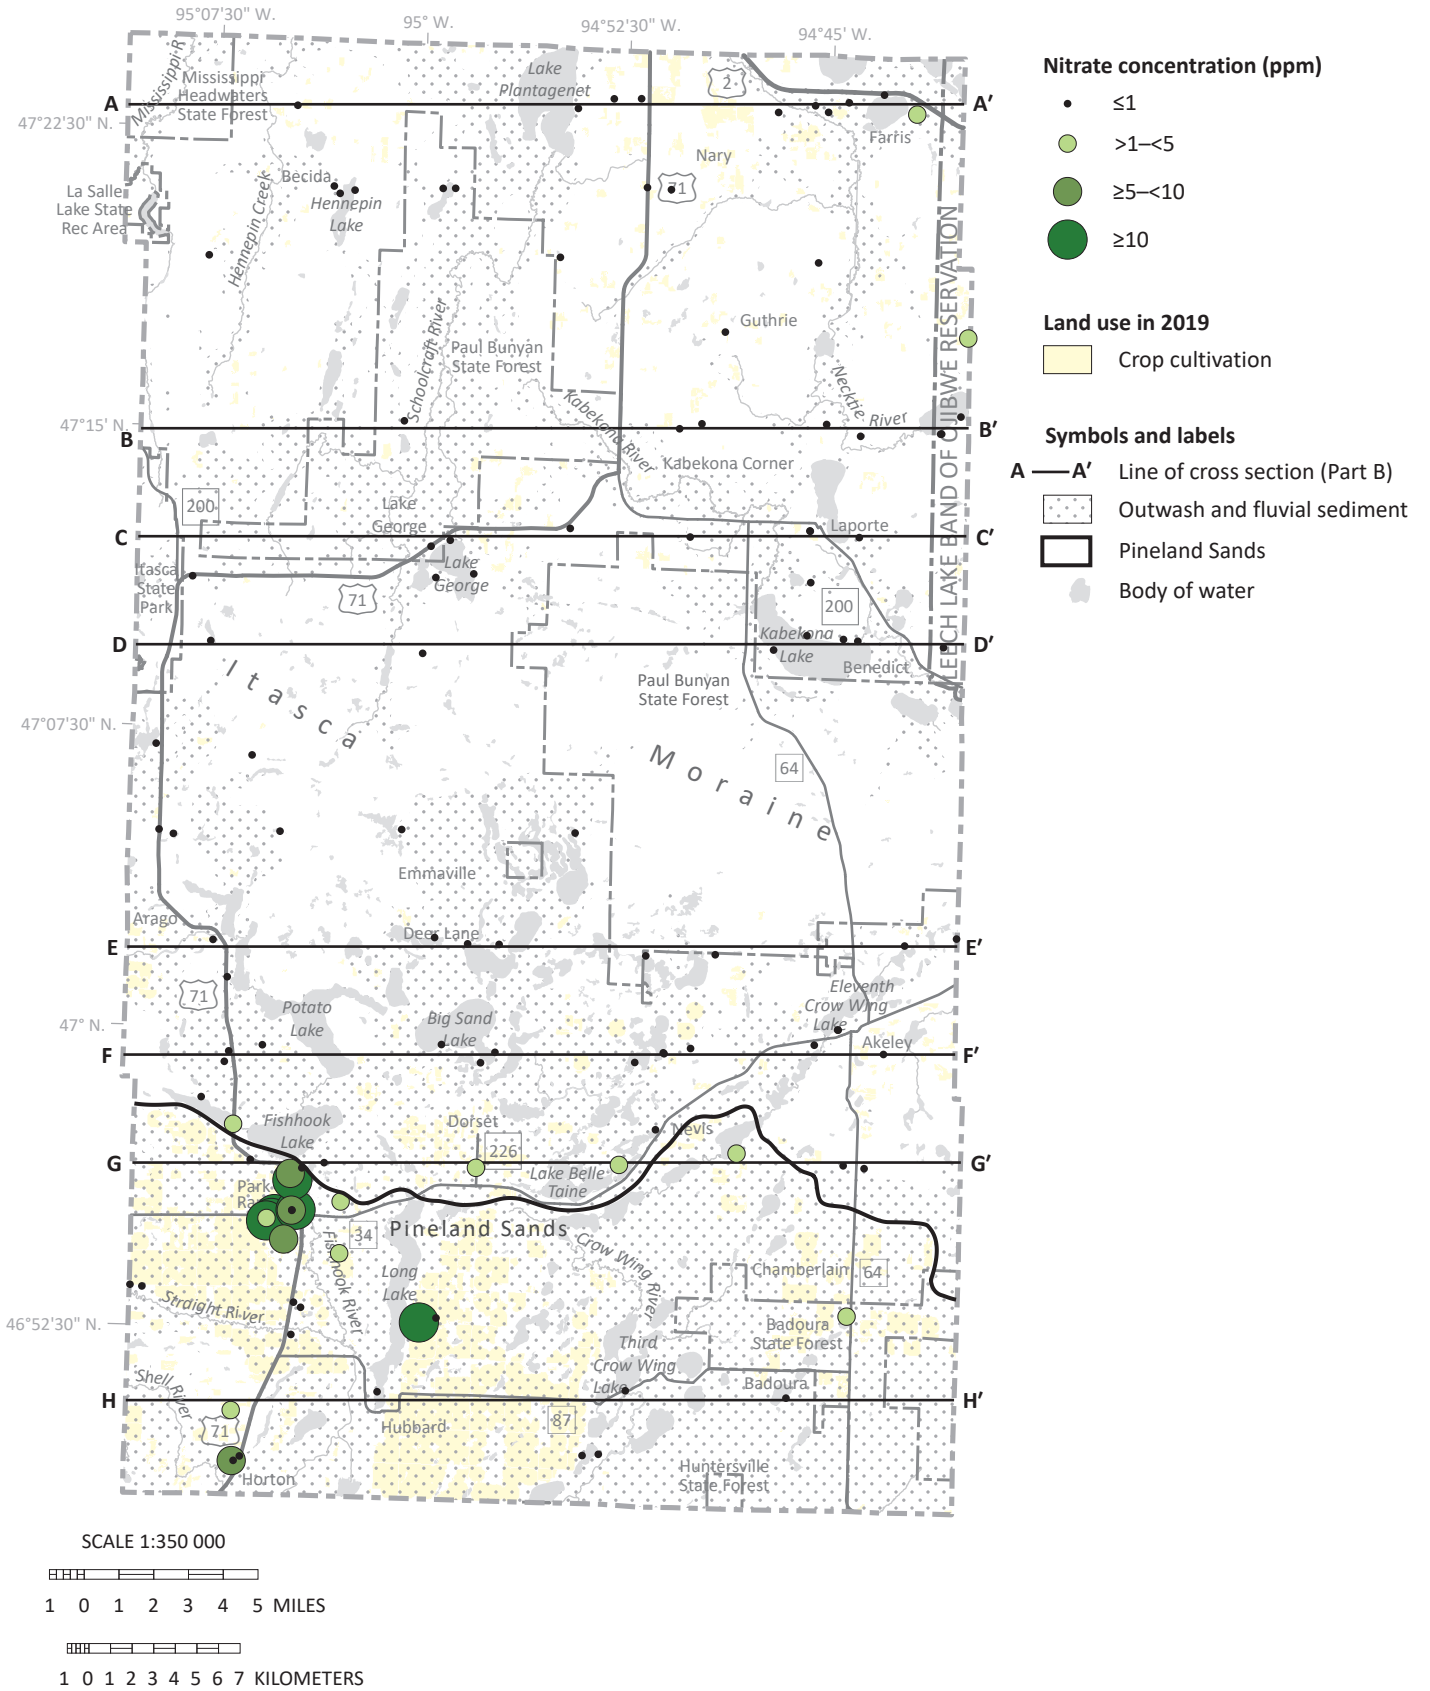 95°07'30" W.
95° W.
94°52'30" W.
94°45' W.
Nitrate concentration (ppm)
≤1
>1–<5
≥5–<10
≥10
Land use in 2019
Crop cultivation
Symbols and labels
A — A′ Line of cross section (Part B)
Outwash and fluvial sediment
Pineland Sands
Body of water
Mississippi R
Mississippi
Headwaters
State Forest
Lake
Plantagenet
2
A
A′
47°22'30" N.
Farris
Nary
71
Becida
Hennepin
Lake
Hennepin Creek
La Salle
Lake State
Rec Area
LEECH LAKE BAND OF OJIBWE RESERVATION
Guthrie
Schoolcraft River
Paul Bunyan
State Forest
Necktie River
Kabekona River
47°15' N.
B
B′
Kabekona Corner
200
Lake
George
Laporte
C
C′
Itasca
State
Park
Lake
George
71
200
Kabekona
Lake
D
D′
Benedict
Paul Bunyan
State Forest
Itasca
Moraine
47°07'30" N.
64
Emmaville
Arago
Deer Lane
E
E′
71
Potato
Lake
Big Sand
Lake
Eleventh
Crow Wing
Lake
47° N.
F
F′
Akeley
Fishhook
Lake
Dorset
Nevis
226
G
G′
Lake Belle
Taine
Park
Ra
34
Pineland Sands
Fishhook River
Long
Lake
Crow Wing River
Chamberlain
64
Straight River
46°52'30" N.
Badoura
State Forest
Third
Crow Wing
Lake
Shell River
Badoura
H
H′
71
Hubbard
87
Horton
Huntersville
State Forest
SCALE 1:350 000
1 0 1 2 3 4 5 MILES
1 0 1 2 3 4 5 6 7 KILOMETERS